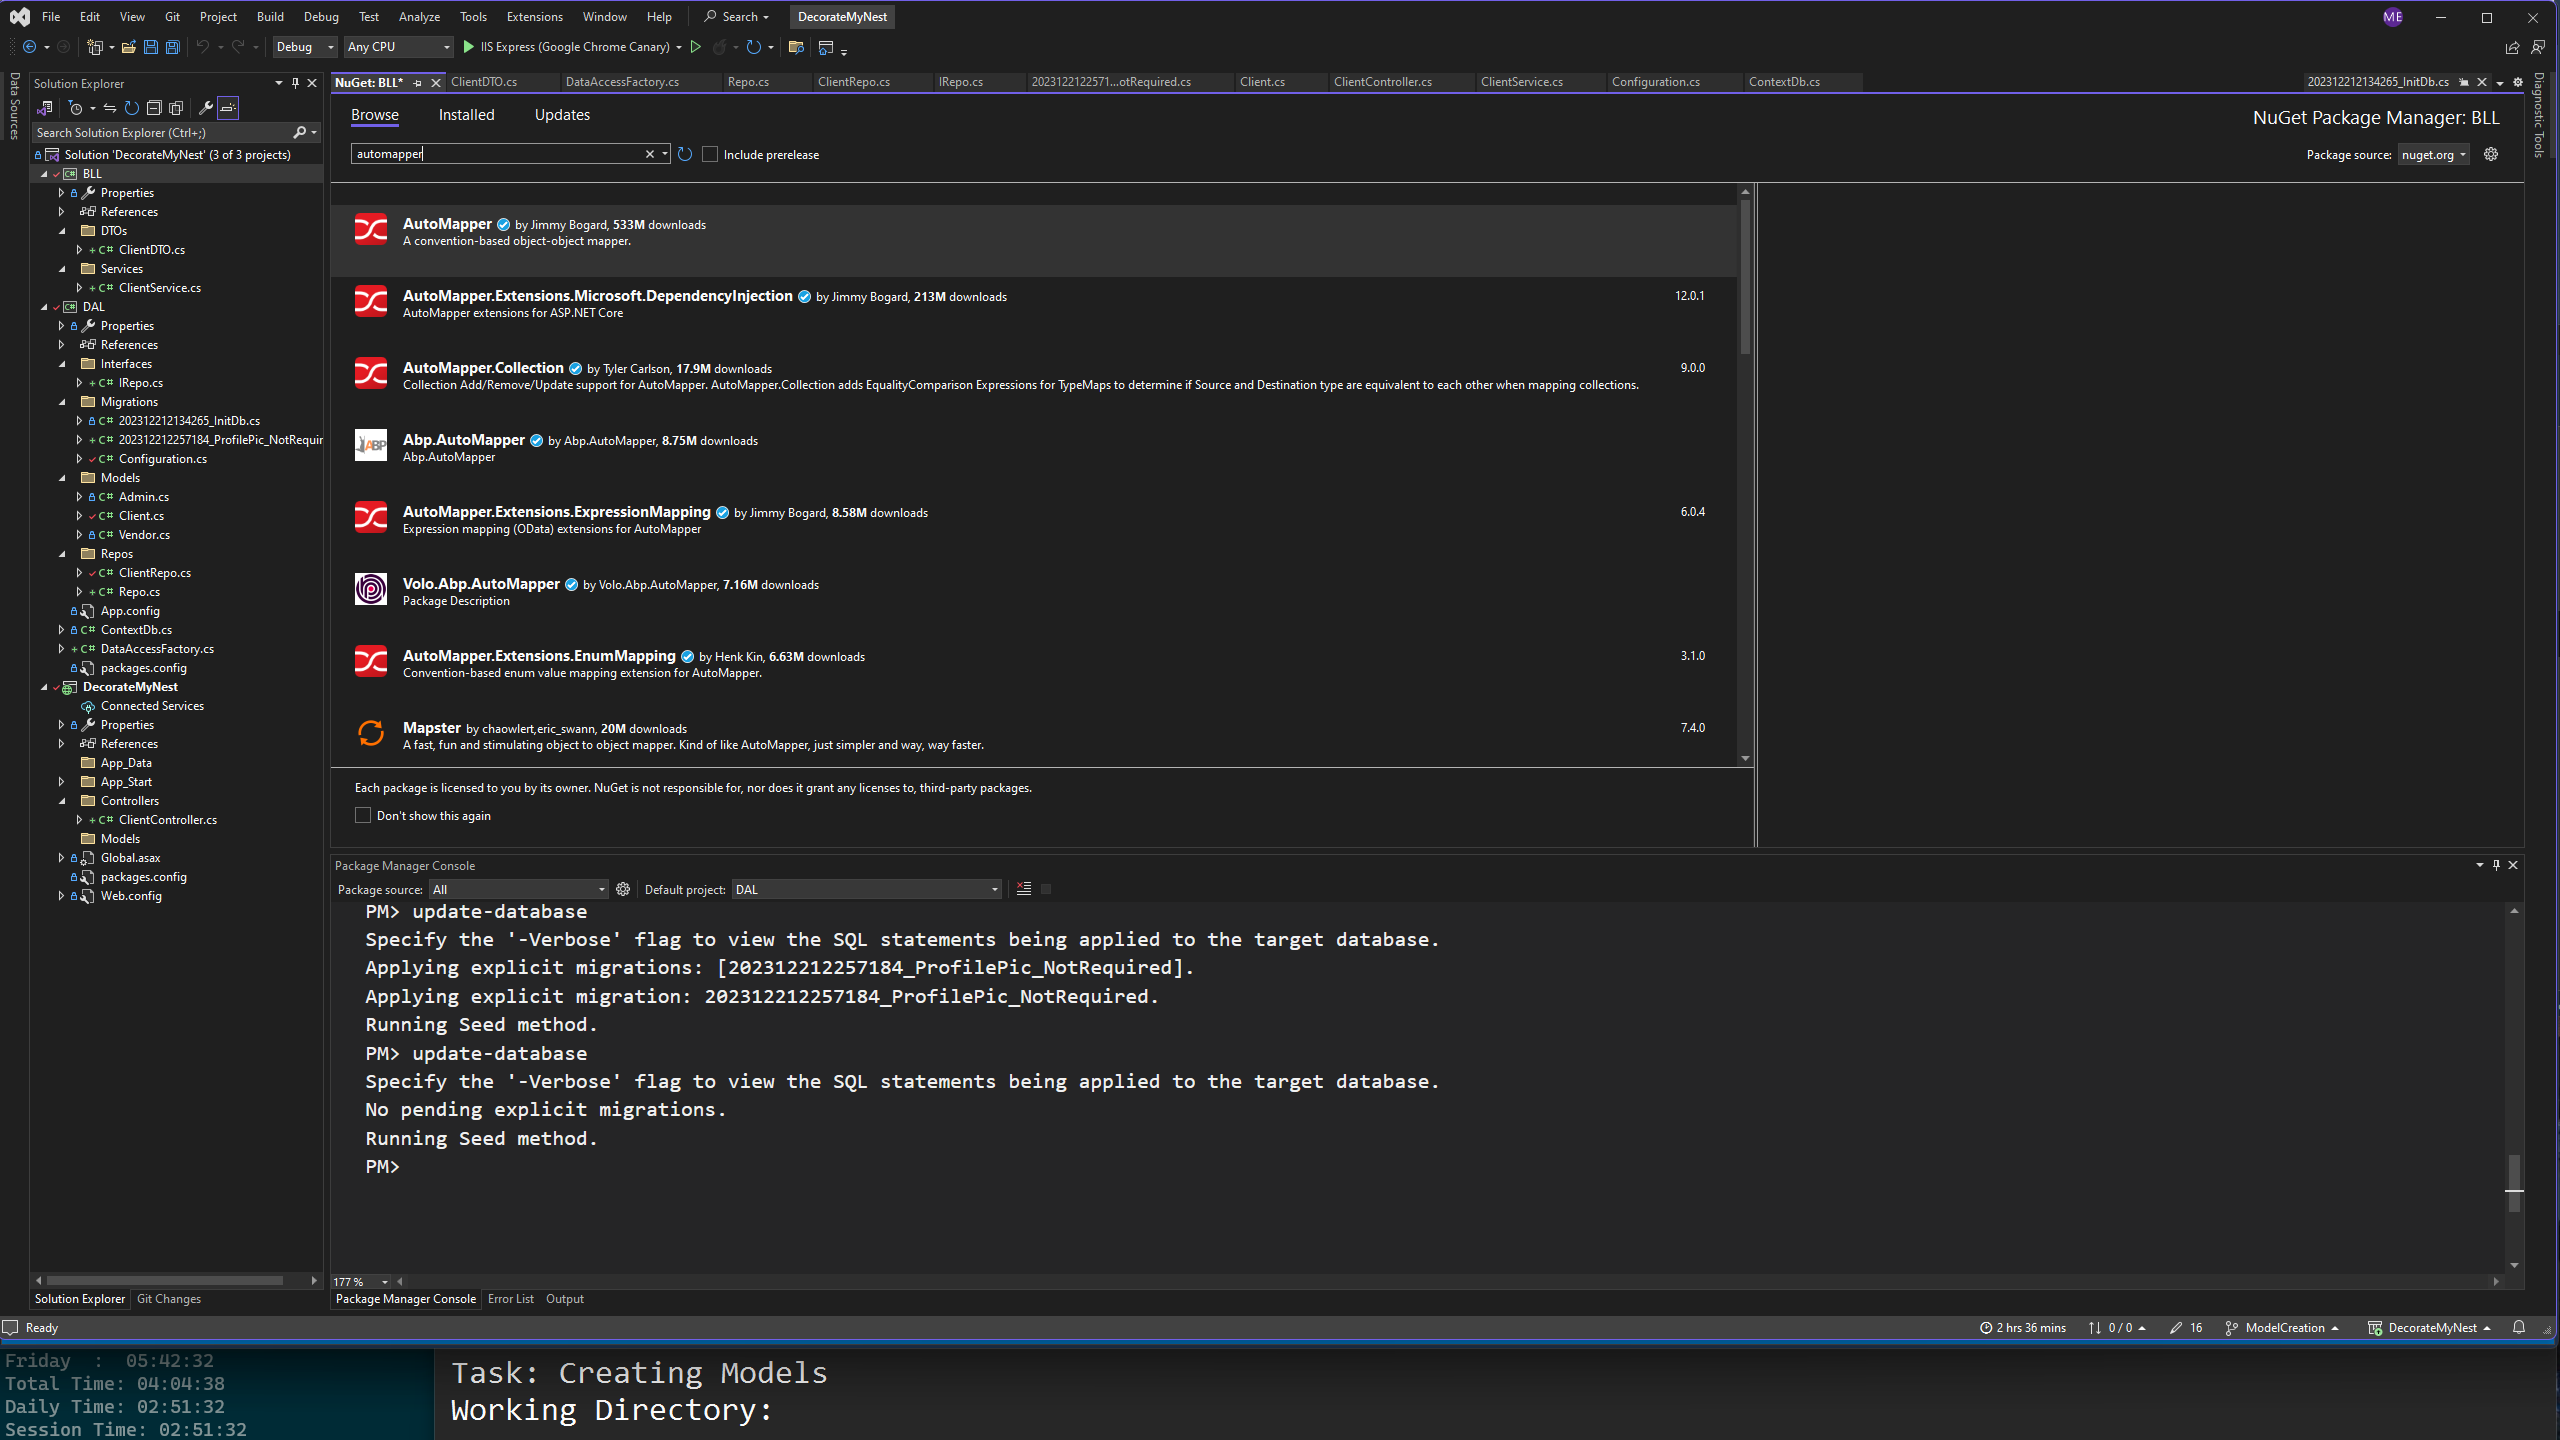 File Edit View Git Project Build Debug Test Analyze Tools Extensions Window Help Search DecorateMyNest ME
Debug Any CPU IIS Express (Google Chrome Canary)
Data Sources
Solution Explorer
Search Solution Explorer (Ctrl+;)
Solution 'DecorateMyNest' (3 of 3 projects)
BLL
Properties
References
DTOs
C# ClientDTO.cs
Services
C# ClientService.cs
DAL
Properties
References
Interfaces
C# IRepo.cs
Migrations
C# 202312212134265_InitDb.cs
C# 202312212257184_ProfilePic_NotRequir
C# Configuration.cs
Models
C# Admin.cs
C# Client.cs
C# Vendor.cs
Repos
C# ClientRepo.cs
C# Repo.cs
App.config
C# ContextDb.cs
C# DataAccessFactory.cs
packages.config
DecorateMyNest
Connected Services
Properties
References
App_Data
App_Start
Controllers
C# ClientController.cs
Models
Global.asax
packages.config
Web.config
Solution Explorer Git Changes
NuGet: BLL* ClientDTO.cs DataAccessFactory.cs Repo.cs ClientRepo.cs IRepo.cs 2023122122571...otRequired.cs Client.cs ClientController.cs ClientService.cs Configuration.cs ContextDb.cs 202312212134265_InitDb.cs
Diagnostic Tools
Browse Installed Updates
NuGet Package Manager: BLL
automapper
Include prerelease
Package source: nuget.org
AutoMapper by Jimmy Bogard, 533M downloads
A convention-based object-object mapper.
AutoMapper.Extensions.Microsoft.DependencyInjection by Jimmy Bogard, 213M downloads 12.0.1
AutoMapper extensions for ASP.NET Core
AutoMapper.Collection by Tyler Carlson, 17.9M downloads 9.0.0
Collection Add/Remove/Update support for AutoMapper. AutoMapper.Collection adds EqualityComparison Expressions for TypeMaps to determine if Source and Destination type are equivalent to each other when mapping collections.
ABP
Abp.AutoMapper by Abp.AutoMapper, 8.75M downloads
Abp.AutoMapper
AutoMapper.Extensions.ExpressionMapping by Jimmy Bogard, 8.58M downloads 6.0.4
Expression mapping (OData) extensions for AutoMapper
Volo.Abp.AutoMapper by Volo.Abp.AutoMapper, 7.16M downloads
Package Description
AutoMapper.Extensions.EnumMapping by Henk Kin, 6.63M downloads 3.1.0
Convention-based enum value mapping extension for AutoMapper.
Mapster by chaowlert,eric_swann, 20M downloads 7.4.0
A fast, fun and stimulating object to object mapper. Kind of like AutoMapper, just simpler and way, way faster.
Each package is licensed to you by its owner. NuGet is not responsible for, nor does it grant any licenses to, third-party packages.
Don't show this again
Package Manager Console
Package source: All Default project: DAL
PM> update-database
Specify the '-Verbose' flag to view the SQL statements being applied to the target database.
Applying explicit migrations: [202312212257184_ProfilePic_NotRequired].
Applying explicit migration: 202312212257184_ProfilePic_NotRequired.
Running Seed method.
PM> update-database
Specify the '-Verbose' flag to view the SQL statements being applied to the target database.
No pending explicit migrations.
Running Seed method.
PM>
177 %
Package Manager Console Error List Output
Ready 2 hrs 36 mins 0 / 0 16 ModelCreation DecorateMyNest
Friday : 05:42:32
Total Time: 04:04:38
Daily Time: 02:51:32
Session Time: 02:51:32
Task: Creating Models
Working Directory: